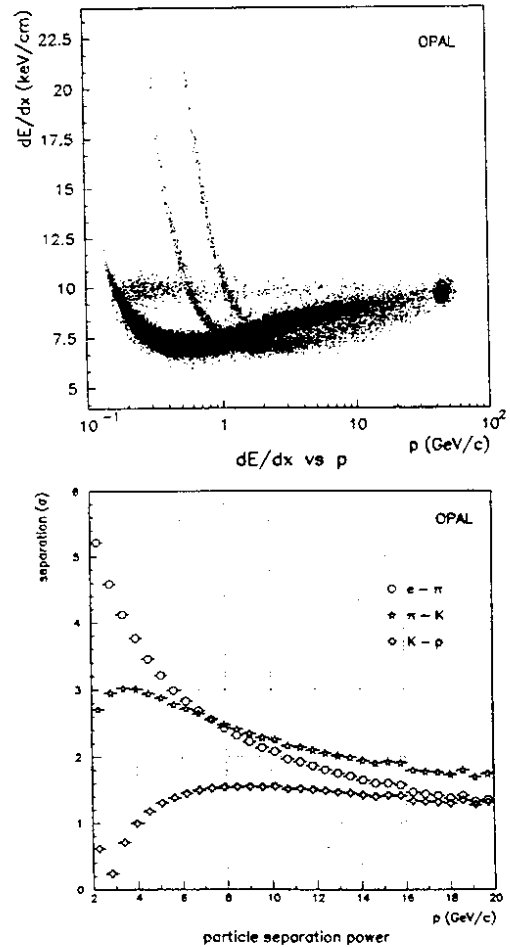 dE/dx (keV/cm)
OPAL
22.5
20
17.5
15
12.5
10
7.5
5
10⁻¹ 1 10 10²
p (GeV/c)
dE/dx vs p
separation (σ)
OPAL
6
5
4
3
2
1
0
e - π
π - K
K - p
2 4 6 8 10 12 14 16 18 20
p (GeV/c)
particle separation power